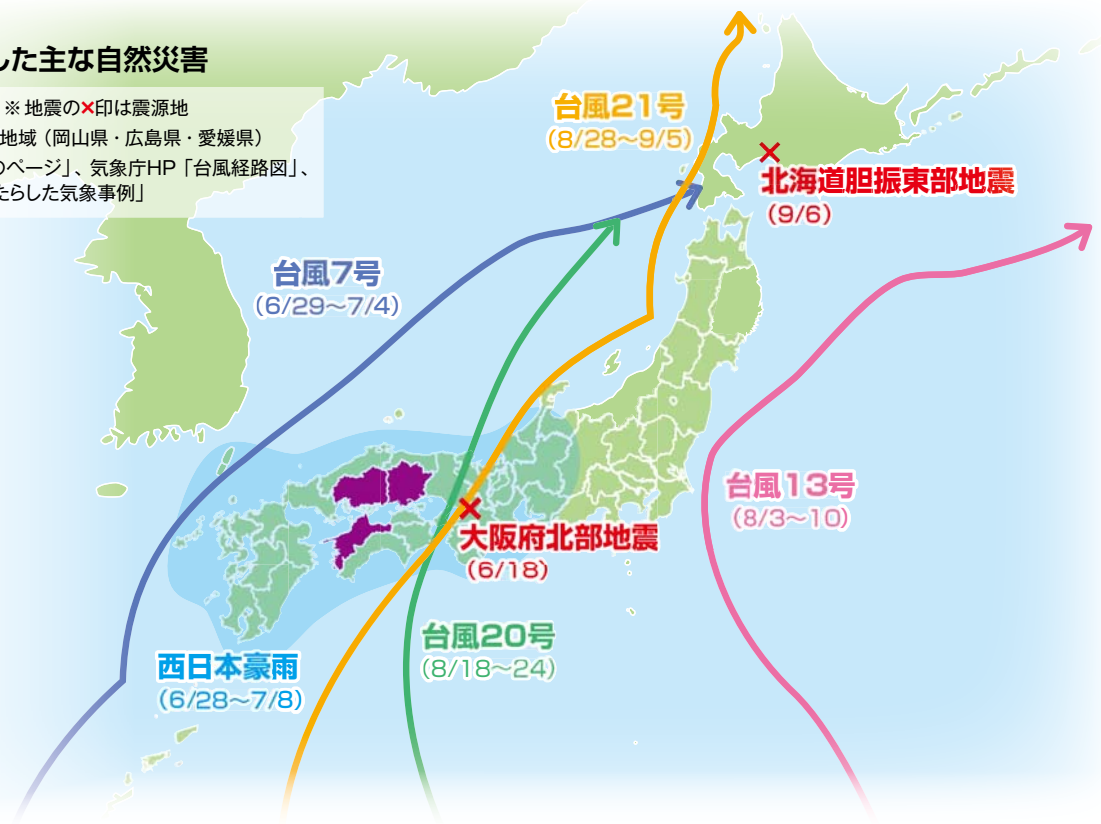 した主な自然災害
※地震の×印は震源地
地域（岡山県・広島県・愛媛県）
のページ」、気象庁HP「台風経路図」、
たらした気象事例」
台風21号
（8/28〜9/5）
北海道胆振東部地震
（9/6）
台風7号
（6/29〜7/4）
台風13号
（8/3〜10）
大阪府北部地震
（6/18）
台風20号
（8/18〜24）
西日本豪雨
（6/28〜7/8）